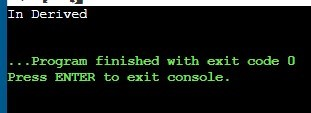 In Derived
...Program finished with exit code 0
Press ENTER to exit console.